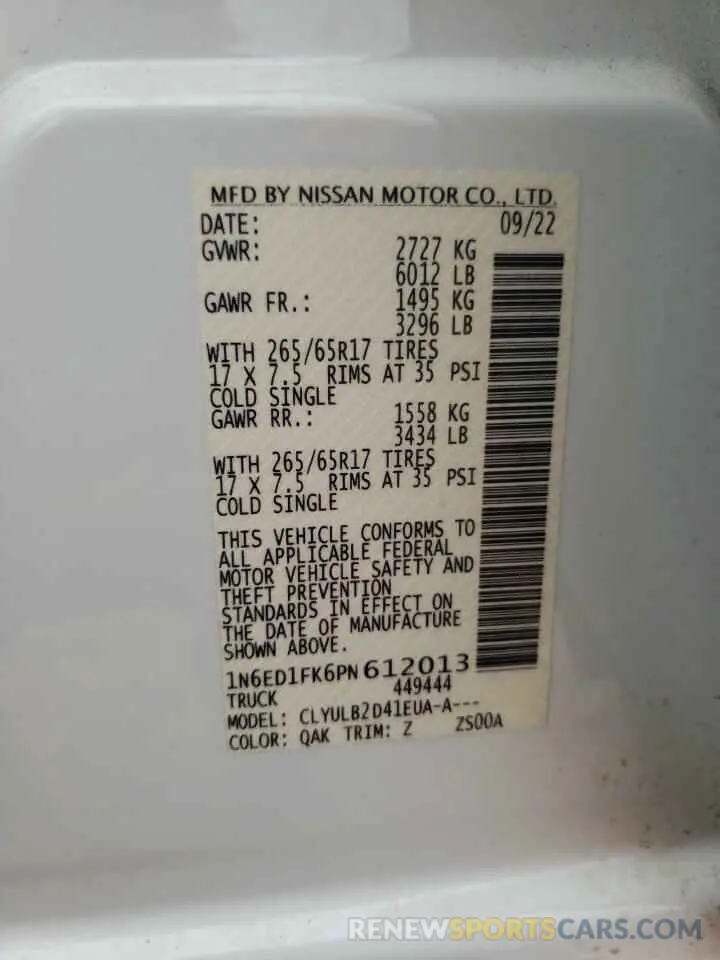 MFD BY NISSAN MOTOR CO., LTD.
DATE: 09/22
GVWR: 2727 KG
6012 LB
GAWR FR.: 1495 KG
3296 LB
WITH 265/65R17 TIRES
17 X 7.5 RIMS AT 35 PSI
COLD SINGLE
GAWR RR.: 1558 KG
3434 LB
WITH 265/65R17 TIRES
17 X 7.5 RIMS AT 35 PSI
COLD SINGLE
THIS VEHICLE CONFORMS TO
ALL APPLICABLE FEDERAL
MOTOR VEHICLE SAFETY AND
THEFT PREVENTION
STANDARDS IN EFFECT ON
THE DATE OF MANUFACTURE
SHOWN ABOVE.
1N6ED1FK6PN612013
TRUCK 449444
MODEL: CLYULB2D41EUA-A---
COLOR: QAK TRIM: Z ZS00A
RENEWSPORTSCARS.COM